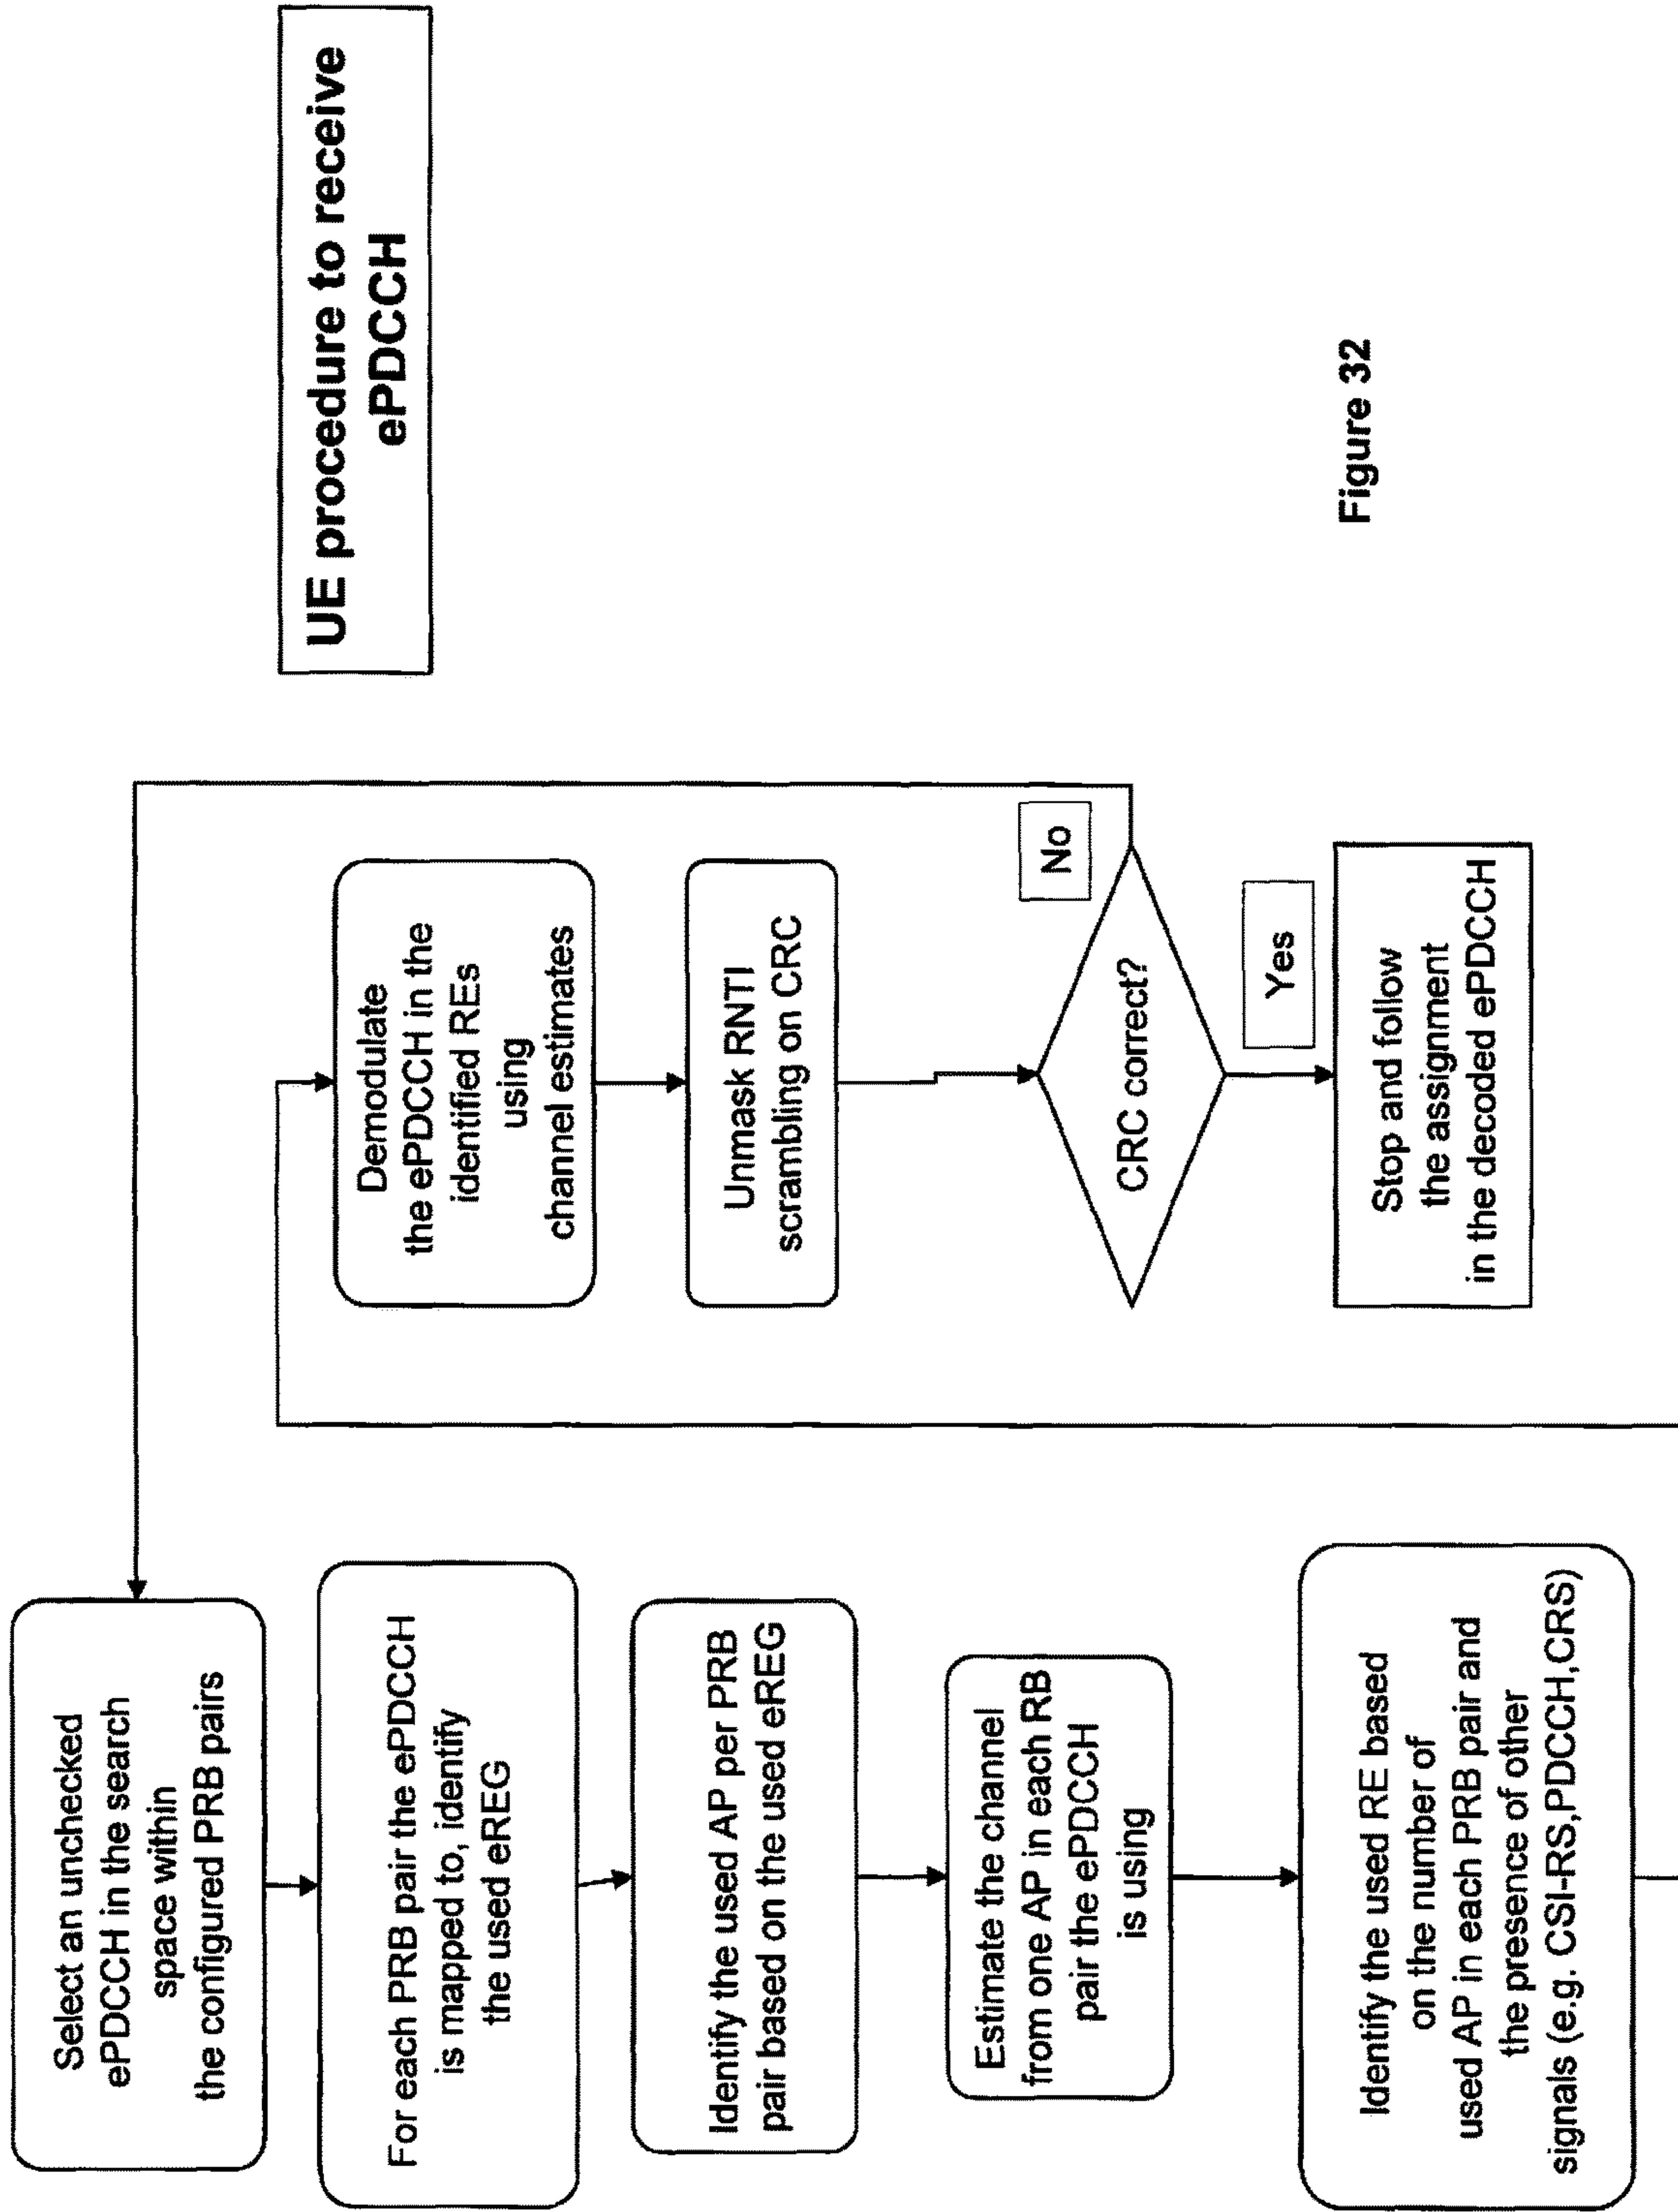 UE procedure to receive
ePDCCH
Select an unchecked
ePDCCH in the search
space within
the configured PRB pairs
For each PRB pair the ePDCCH
is mapped to, identify
the used eREG
Identify the used AP per PRB
pair based on the used eREG
Estimate the channel
from one AP in each RB
pair the ePDCCH
is using
Identify the used RE based
on the number of
used AP in each PRB pair and
the presence of other
signals (e.g. CSI-RS,PDCCH,CRS)
Demodulate
the ePDCCH in the
identified REs
using
channel estimates
Unmask RNTI
scrambling on CRC
CRC correct?
No
Yes
Stop and follow
the assignment
in the decoded ePDCCH
Figure 32